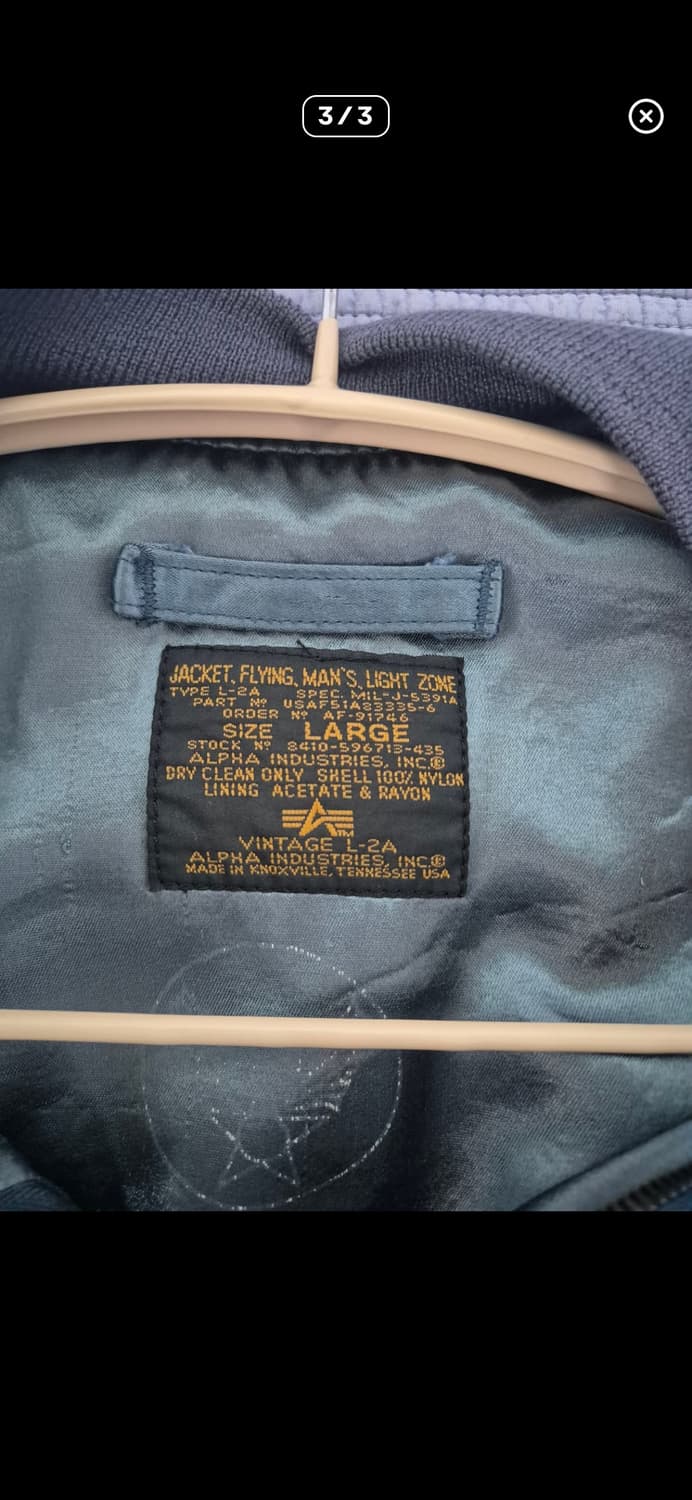 3/3
JACKET, FLYING, MAN'S, LIGHT ZONE
TYPE L-2A SPEC. MIL-J-5391A
PART Nº USAF51A83335-6
ORDER Nº AF-91746
SIZE LARGE
STOCK Nº 8410-596713-435
ALPHA INDUSTRIES, INC.®
DRY CLEAN ONLY SHELL 100% NYLON
LINING ACETATE & RAYON
TM
VINTAGE L-2A
ALPHA INDUSTRIES, INC.®
MADE IN KNOXVILLE, TENNESSEE USA